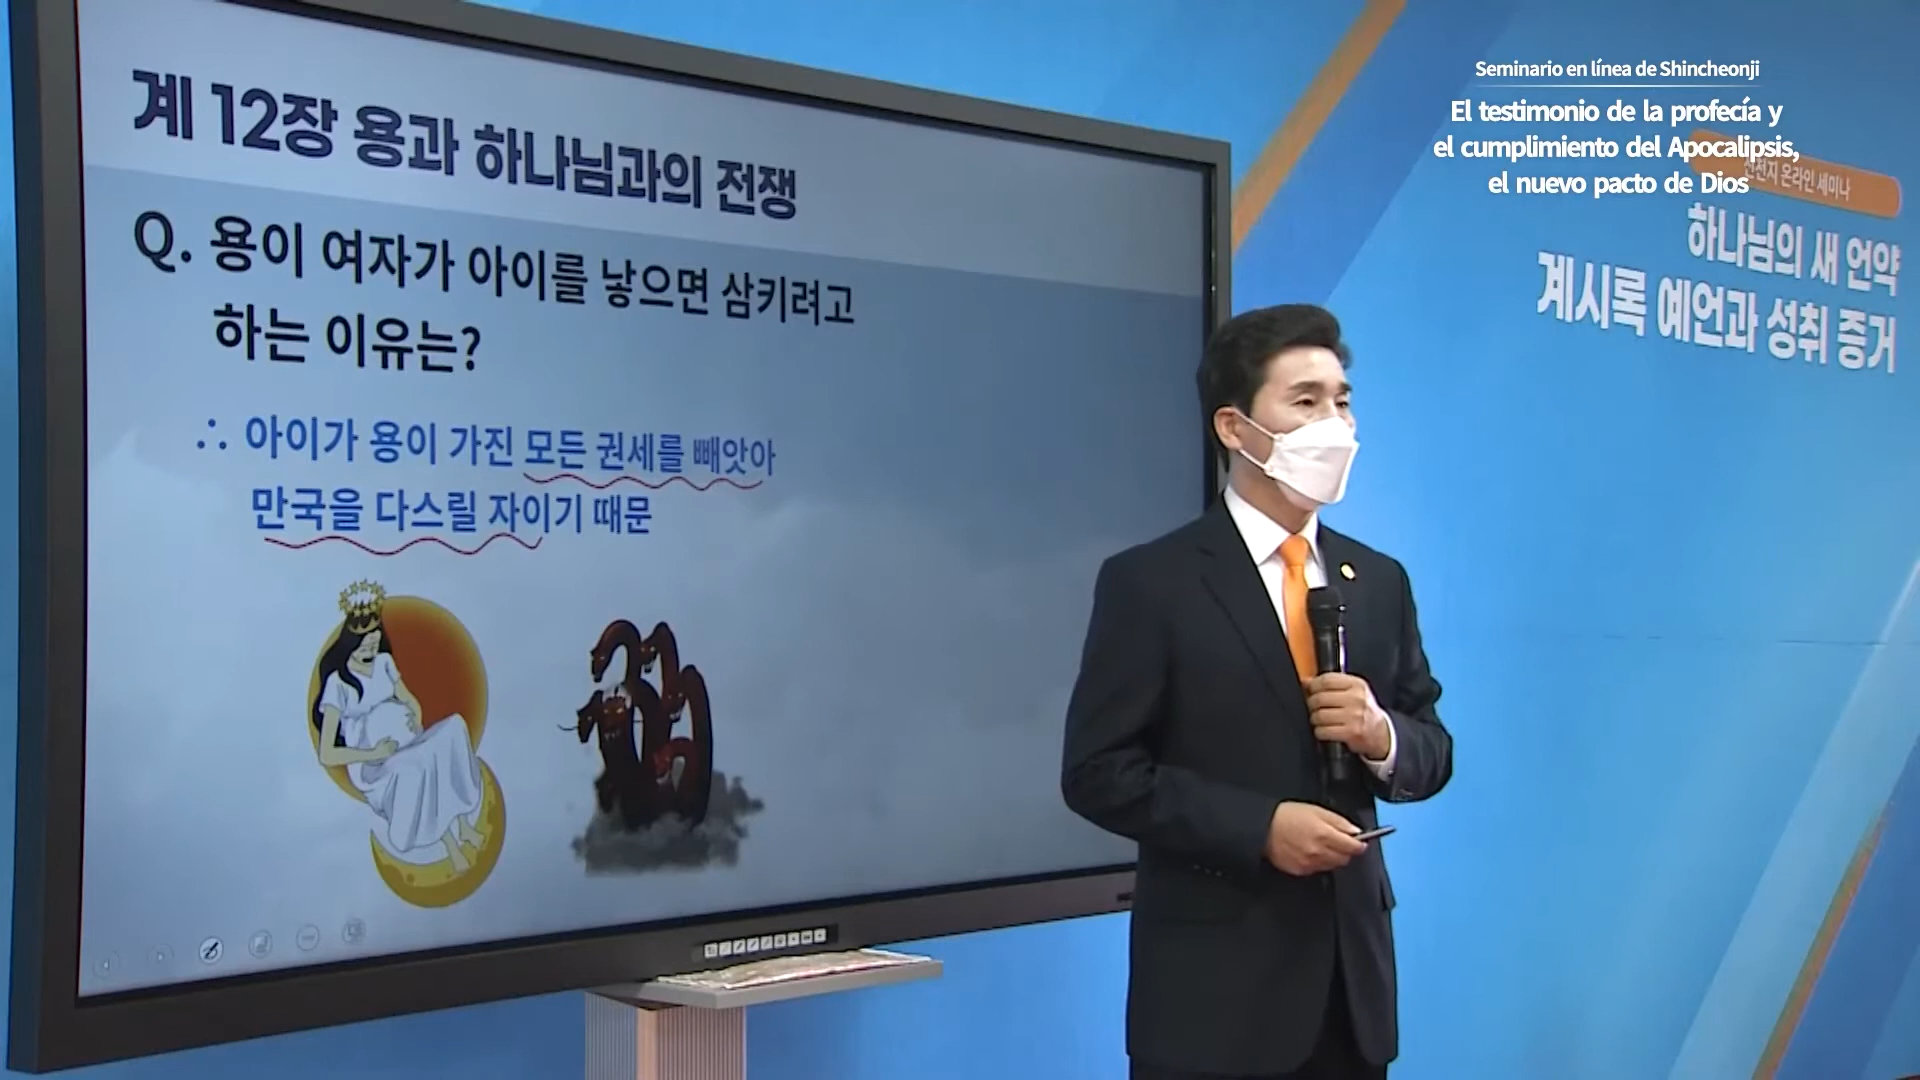 계 12장 용과 하나님과의 전쟁
Q. 용이 여자가 아이를 낳으면 삼키려고
하는 이유는?
∴ 아이가 용이 가진 모든 권세를 빼앗아
만국을 다스릴 자이기 때문
Seminario en línea de Shincheonji
El testimonio de la profecía y
el cumplimiento del Apocalipsis,
el nuevo pacto de Dios
온라인 세미나
하나님의 새 언약
계시록 예언과 성취 증거